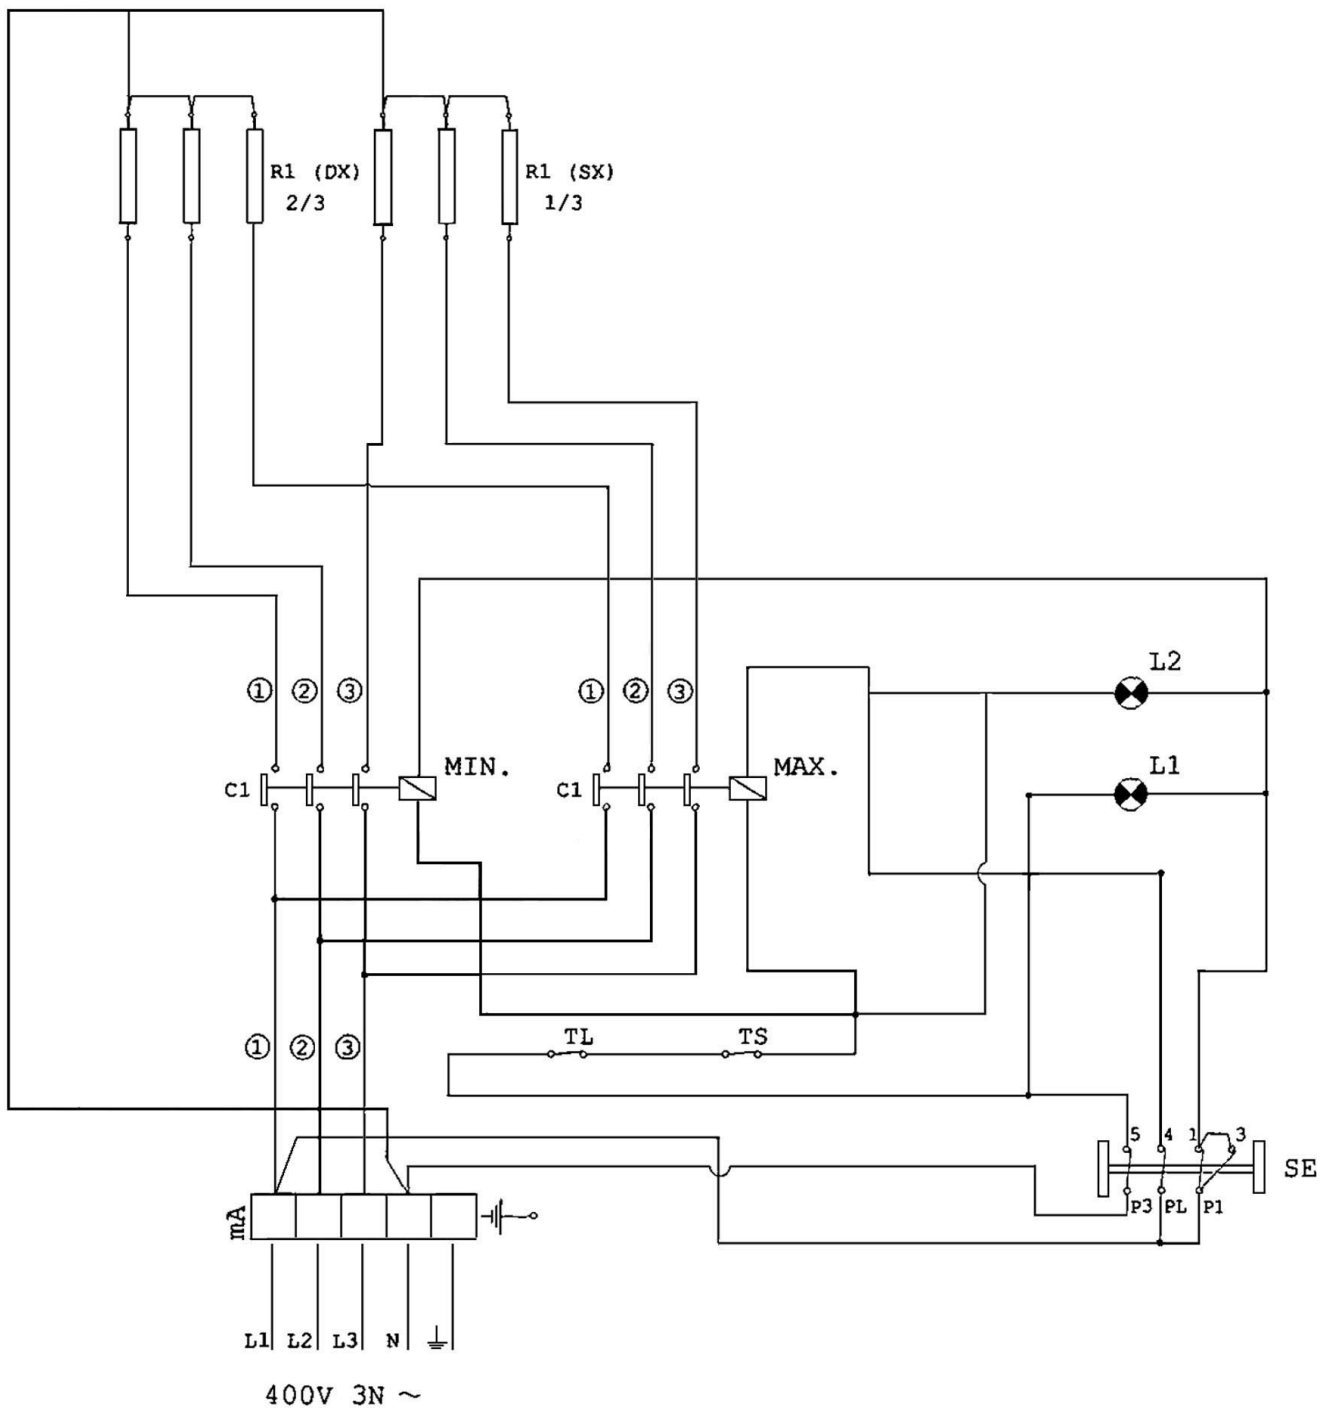 R1 (DX)
2/3
R1 (SX)
1/3
L2
① ② ③
① ② ③
MIN.
MAX.
L1
C1
C1
① ② ③
TL
TS
5 4 1 3
SE
P3 PL P1
mA
L1 L2 L3 N
400V 3N ~